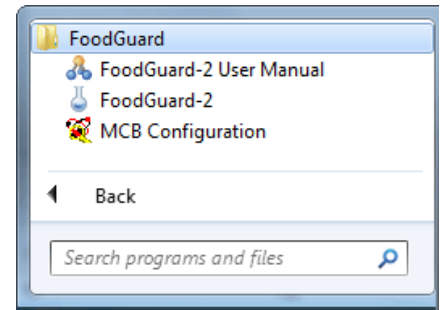 FoodGuard
FoodGuard-2 User Manual
FoodGuard-2
MCB Configuration
Back
Search programs and files